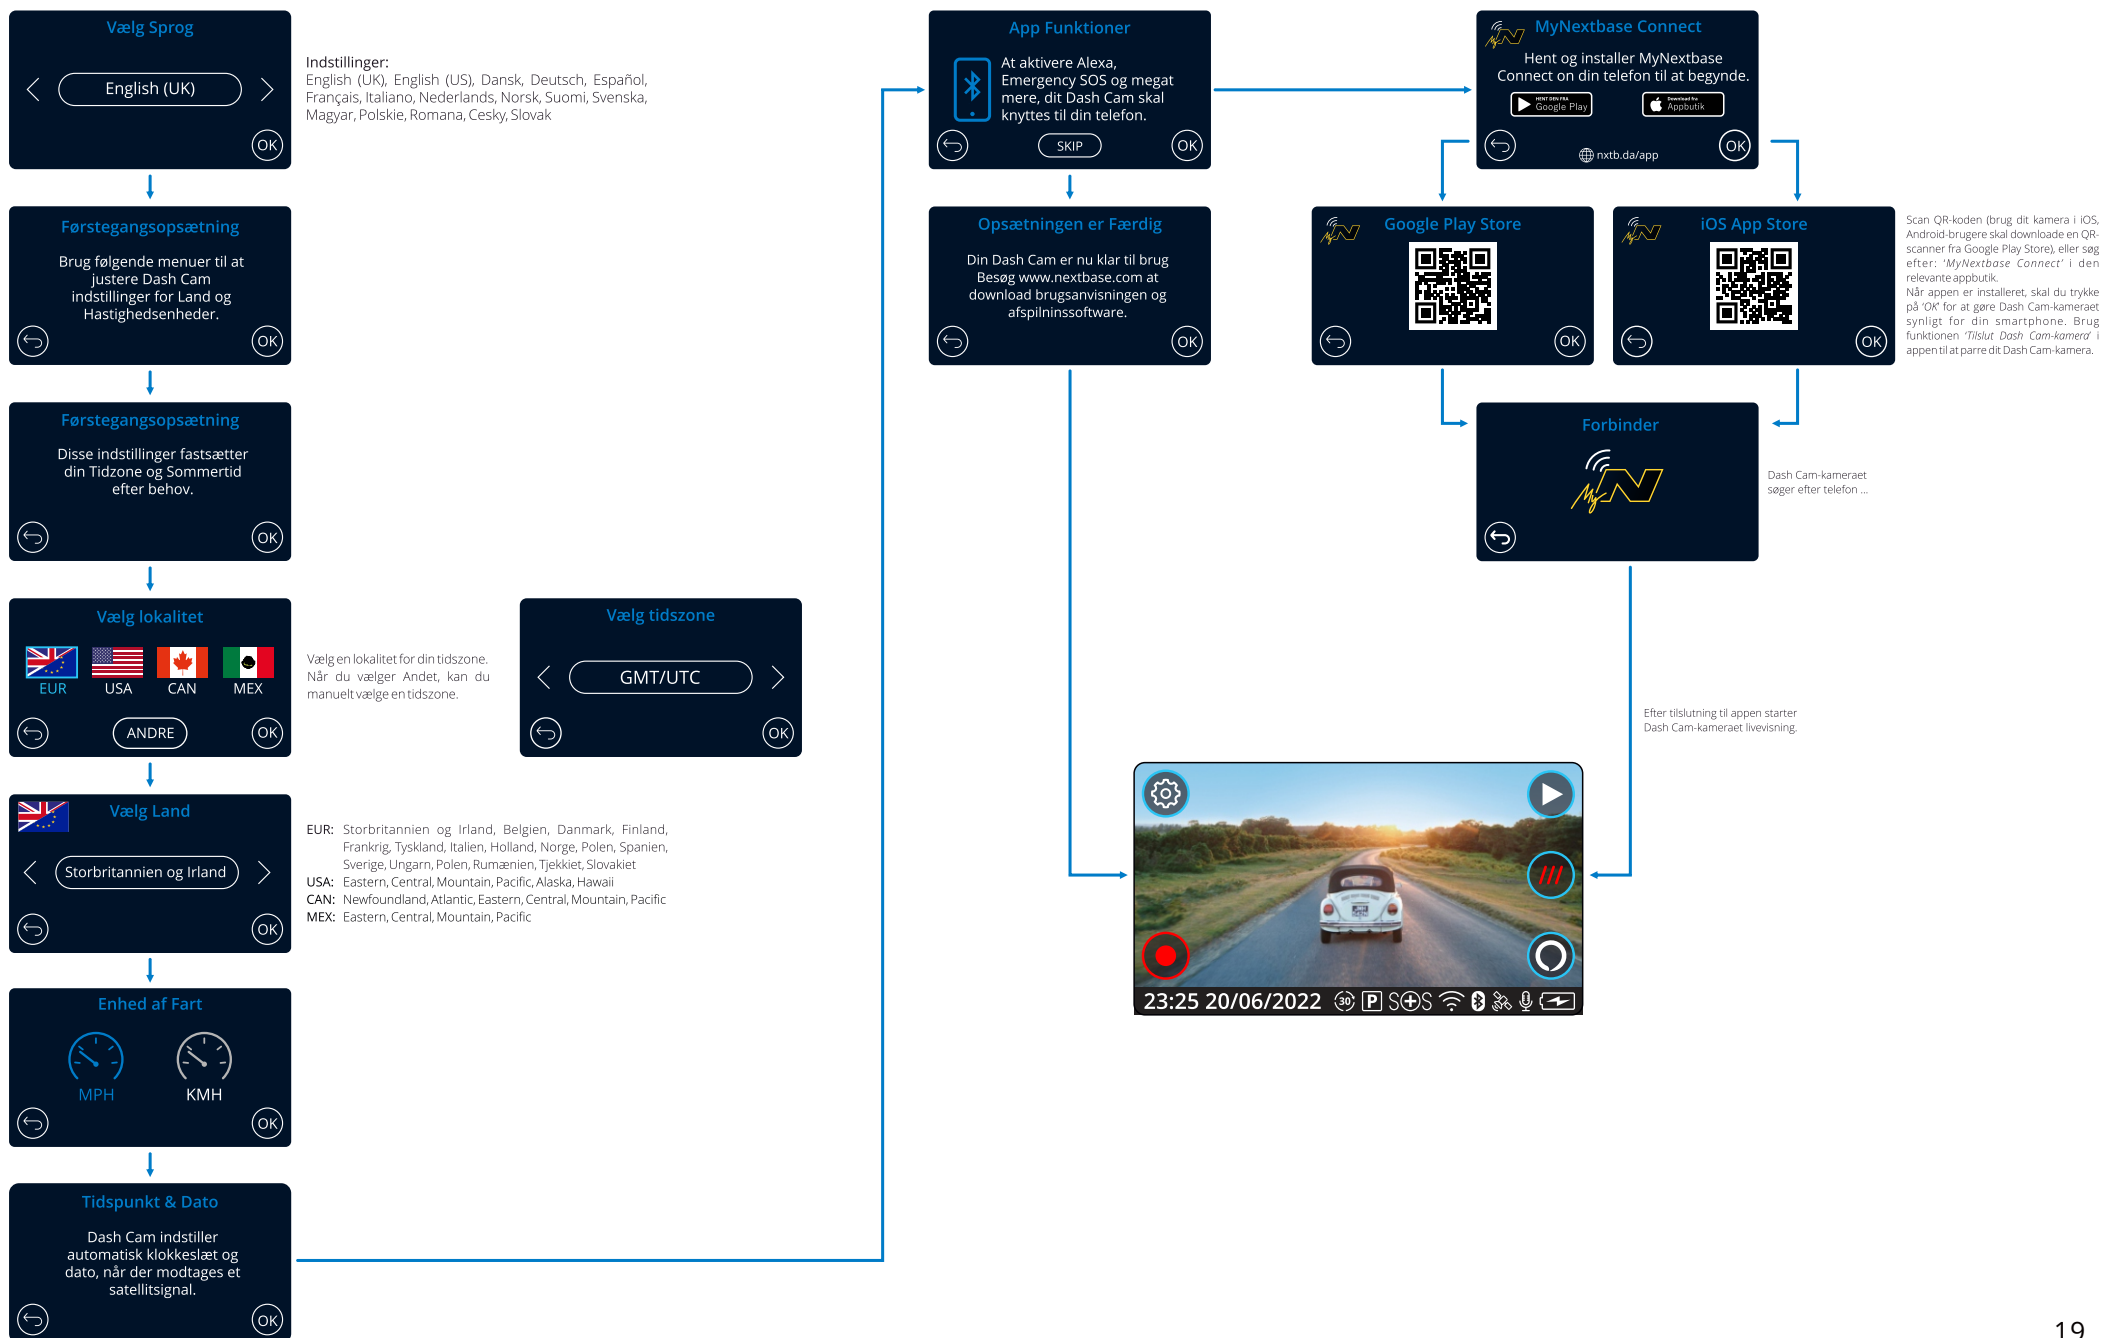 Vælg Sprog
English (UK)
OK
Indstillinger:
English (UK), English (US), Dansk, Deutsch, Español,
Français, Italiano, Nederlands, Norsk, Suomi, Svenska,
Magyar, Polskie, Romana, Cesky, Slovak
Førstegangsopsætning
Brug følgende menuer til at
justere Dash Cam
indstillinger for Land og
Hastighedsenheder.
OK
Førstegangsopsætning
Disse indstillinger fastsætter
din Tidzone og Sommertid
efter behov.
OK
Vælg lokalitet
EUR USA CAN MEX
ANDRE
OK
Vælg en lokalitet for din tidszone.
Når du vælger Andet, kan du
manuelt vælge en tidszone.
Vælg tidszone
GMT/UTC
OK
Vælg Land
Storbritannien og Irland
OK
EUR: Storbritannien og Irland, Belgien, Danmark, Finland,
Frankrig, Tyskland, Italien, Holland, Norge, Polen, Spanien,
Sverige, Ungarn, Polen, Rumænien, Tjekkiet, Slovakiet
USA: Eastern, Central, Mountain, Pacific, Alaska, Hawaii
CAN: Newfoundland, Atlantic, Eastern, Central, Mountain, Pacific
MEX: Eastern, Central, Mountain, Pacific
Enhed af Fart
MPH KMH
OK
Tidspunkt & Dato
Dash Cam indstiller
automatisk klokkeslæt og
dato, når der modtages et
satellitsignal.
OK
App Funktioner
At aktivere Alexa,
Emergency SOS og megat
mere, dit Dash Cam skal
knyttes til din telefon.
SKIP
OK
Opsætningen er Færdig
Din Dash Cam er nu klar til brug
Besøg www.nextbase.com at
download brugsanvisningen og
afspilninssoftware.
OK
My N
MyNextbase Connect
Hent og installer MyNextbase
Connect on din telefon til at begynde.
HENT DEN FRA
Google Play
Download fra
Appbutik
nxtb.da/app
OK
My N
Google Play Store
OK
My N
iOS App Store
OK
Scan QR-koden (brug dit kamera i iOS,
Android-brugere skal downloade en QR-
scanner fra Google Play Store), eller søg
efter: ‘MyNextbase Connect’ i den
relevante appbutik.
Når appen er installeret, skal du trykke
på ‘OK’ for at gøre Dash Cam-kameraet
synligt for din smartphone. Brug
funktionen ‘Tilslut Dash Cam-kamera’ i
appen til at parre dit Dash Cam-kamera.
Forbinder
My N
Dash Cam-kameraet
søger efter telefon ...
Efter tilslutning til appen starter
Dash Cam-kameraet livevisning.
23:25 20/06/2022 30 P SOS
19